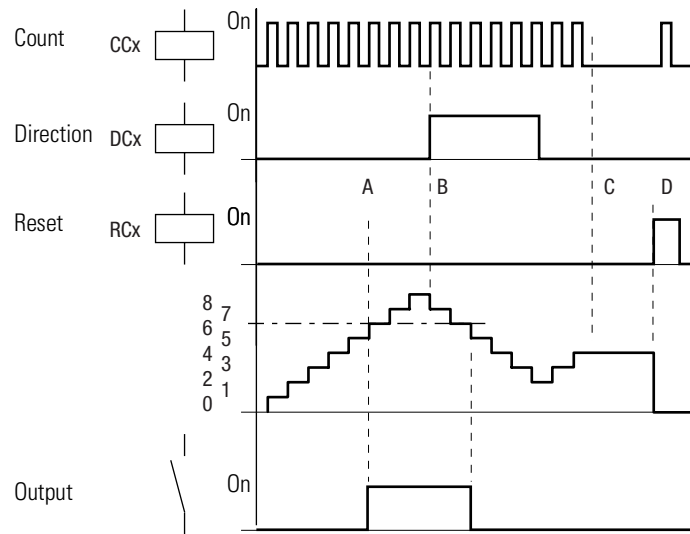 Count CCx On
Direction DCx On
A B C D
Reset RCx On
8 7
6 5
4 3
2 1
0
Output On